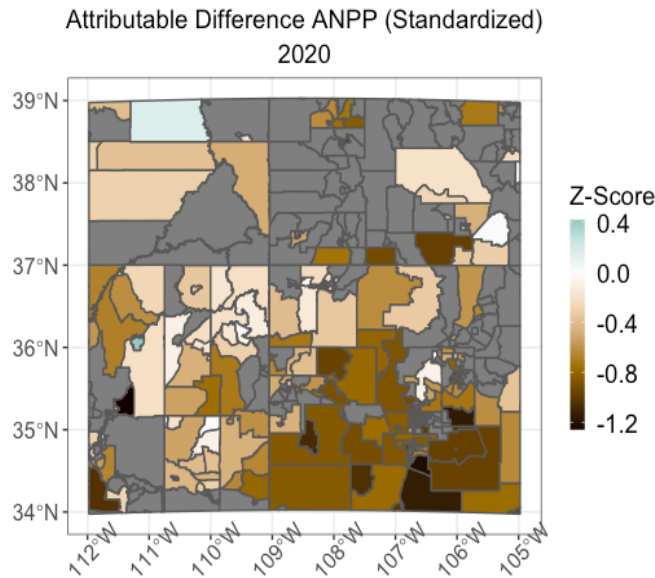 Attributable Difference ANPP (Standardized)
2020
39°N
38°N
37°N
36°N
35°N
34°N
112°W 111°W 110°W 109°W 108°W 107°W 106°W 105°W
Z-Score
0.4
0.0
-0.4
-0.8
-1.2